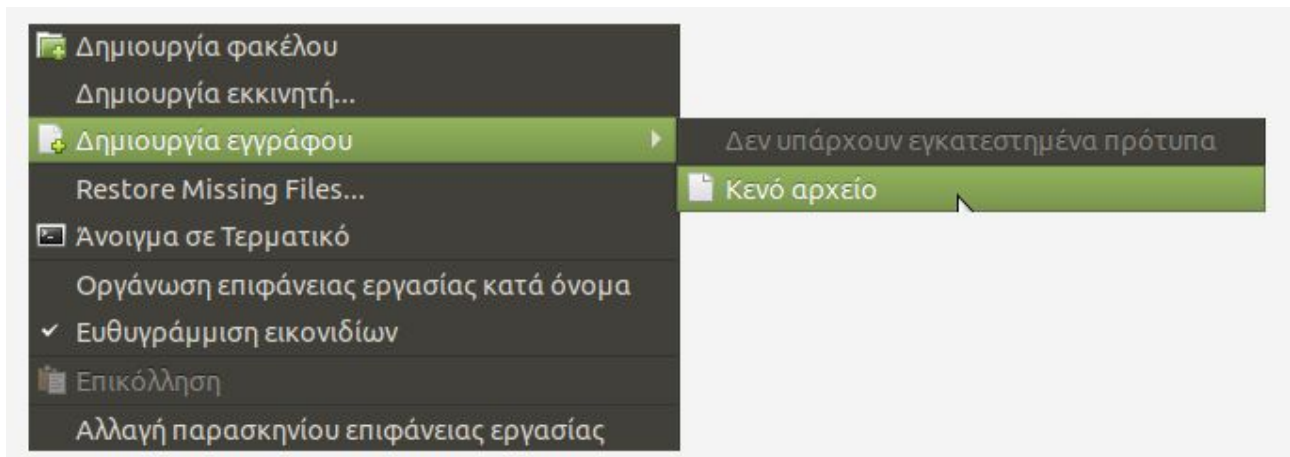 Δημιουργία φακέλου
Δημιουργία εκκινητή...
Δημιουργία εγγράφου
Δεν υπάρχουν εγκατεστημένα πρότυπα
Restore Missing Files...
Κενό αρχείο
Άνοιγμα σε Τερματικό
Οργάνωση επιφάνειας εργασίας κατά όνομα
Ευθυγράμμιση εικονιδίων
Επικόλληση
Αλλαγή παρασκηνίου επιφάνειας εργασίας